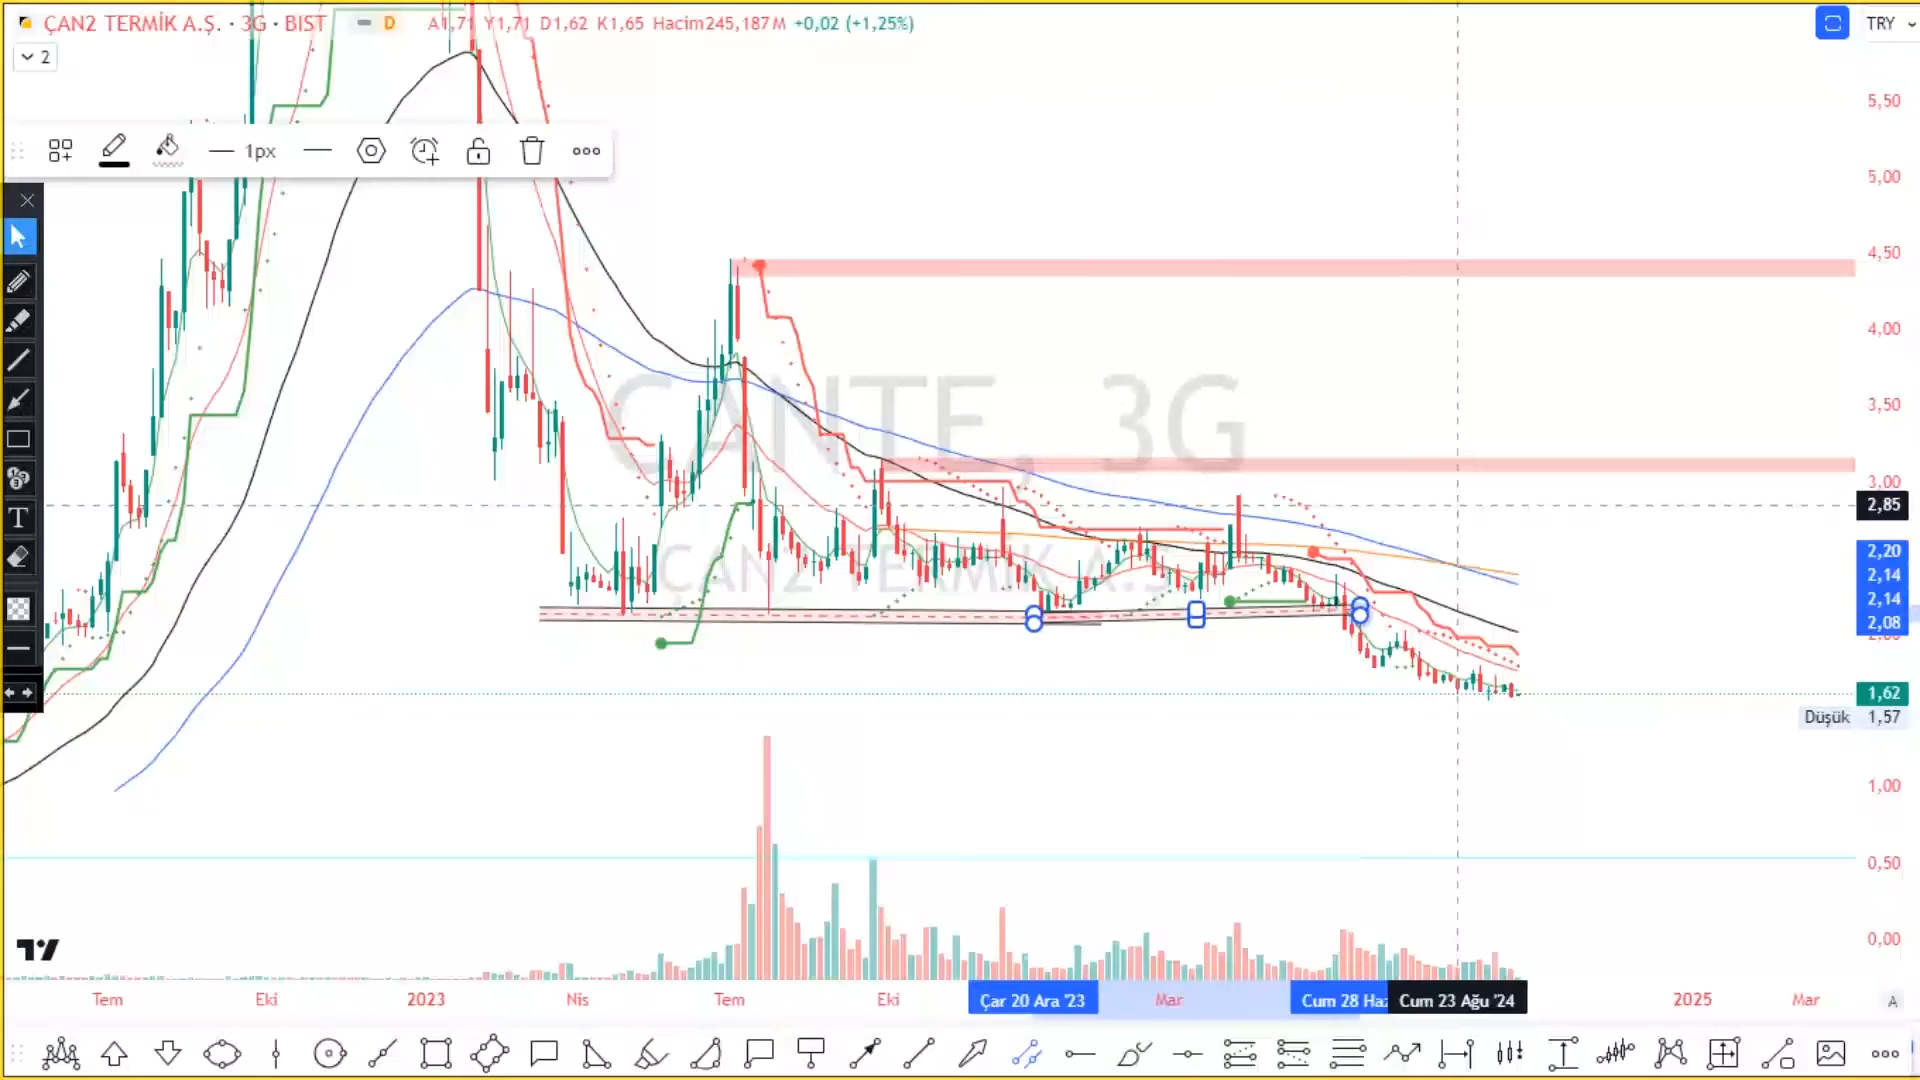 ÇAN2 TERMİK A.Ş. · 3G · BIST D A1,71 Y1,71 D1,62 K1,65 Hacim245,187M +0,02 (+1,25%)
TRY
2
1px
T
CANTE, 3G
ÇAN2 TERMİK A.Ş.
5,50
5,00
4,50
4,00
3,50
3,00
2,85
2,20
2,14
2,14
2,08
1,62
Düşük 1,57
1,00
0,50
0,00
Tem Eki 2023 Nis Tem Eki Çar 20 Ara '23 Mar Cum 28 Haz Cum 23 Ağu '24 2025 Mar A